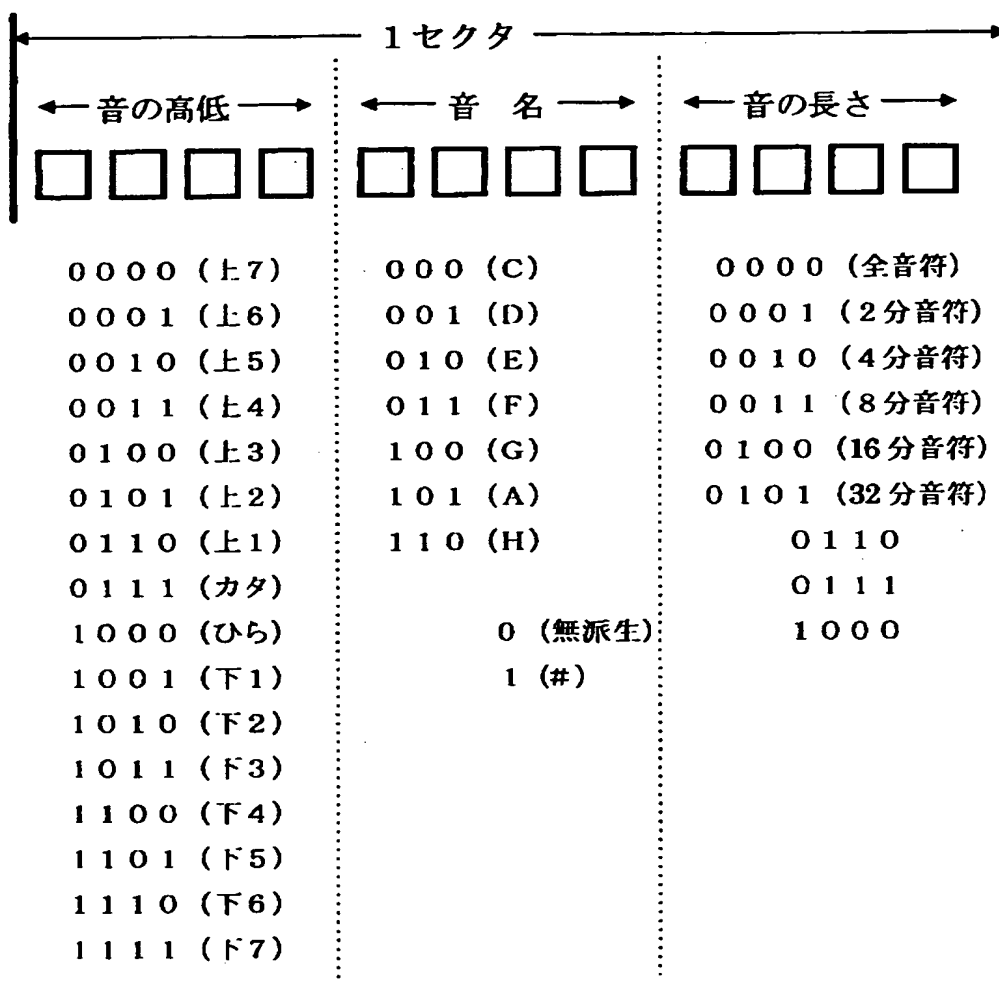 1セクタ
音の高低 音 名 音の長さ
0000(上7) 000(C) 0000(全音符)
0001(上6) 001(D) 0001(2分音符)
0010(上5) 010(E) 0010(4分音符)
0011(上4) 011(F) 0011(8分音符)
0100(上3) 100(G) 0100(16分音符)
0101(上2) 101(A) 0101(32分音符)
0110(上1) 110(H) 0110
0111(カタ) 0111
1000(ひら) 0(無派生) 1000
1001(下1) 1(#)
1010(下2)
1011(下3)
1100(下4)
1101(下5)
1110(下6)
1111(下7)